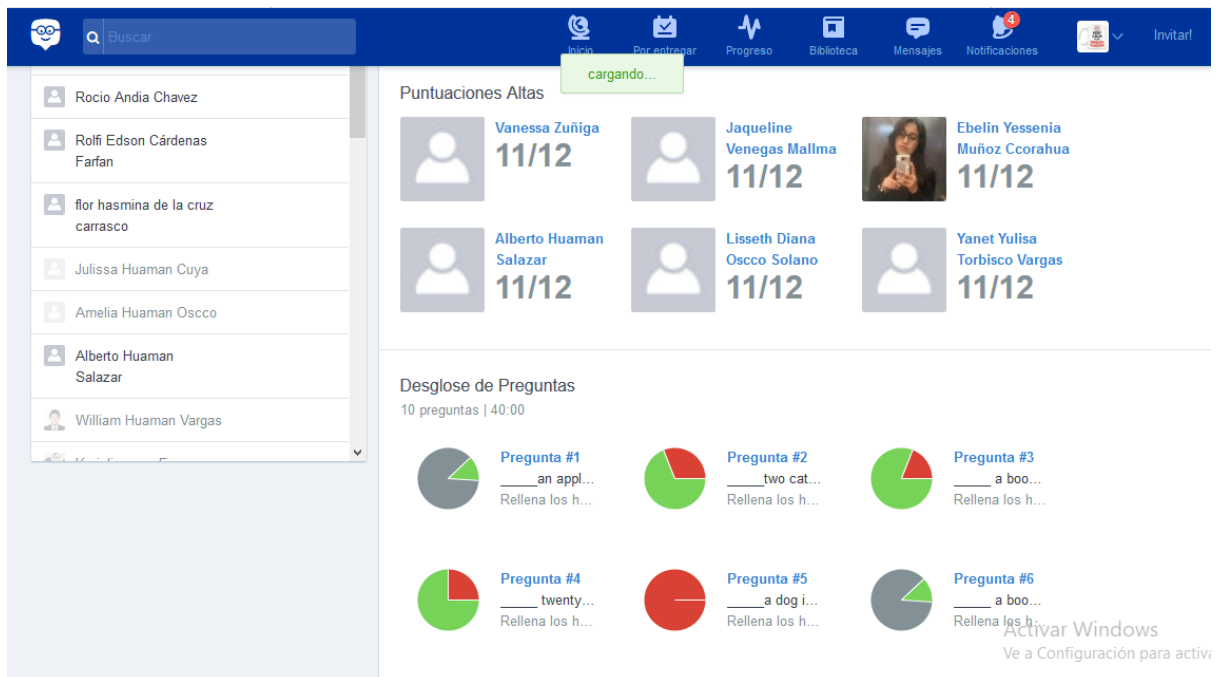 Buscar
Inicio
Por entregar
Progreso
Biblioteca
Mensajes
4
Notificaciones
Invitar!
cargando...
Rocio Andia Chavez
Rolfi Edson Cárdenas
Farfan
flor hasmina de la cruz
carrasco
Julissa Huaman Cuya
Amelia Huaman Oscco
Alberto Huaman
Salazar
William Huaman Vargas
Puntuaciones Altas
Vanessa Zuñiga
11/12
Jaqueline
Venegas Mallma
11/12
Ebelin Yessenia
Muñoz Ccorahua
11/12
Alberto Huaman
Salazar
11/12
Lisseth Diana
Oscco Solano
11/12
Yanet Yulisa
Torbisco Vargas
11/12
Desglose de Preguntas
10 preguntas | 40:00
Pregunta #1
_____an appl...
Rellena los h...
Pregunta #2
_____two cat...
Rellena los h...
Pregunta #3
_____ a boo...
Rellena los h...
Pregunta #4
_____ twenty...
Rellena los h...
Pregunta #5
_____a dog i...
Rellena los h...
Pregunta #6
_____ a boo...
Rellena los h...
Activar Windows
Ve a Configuración para activa